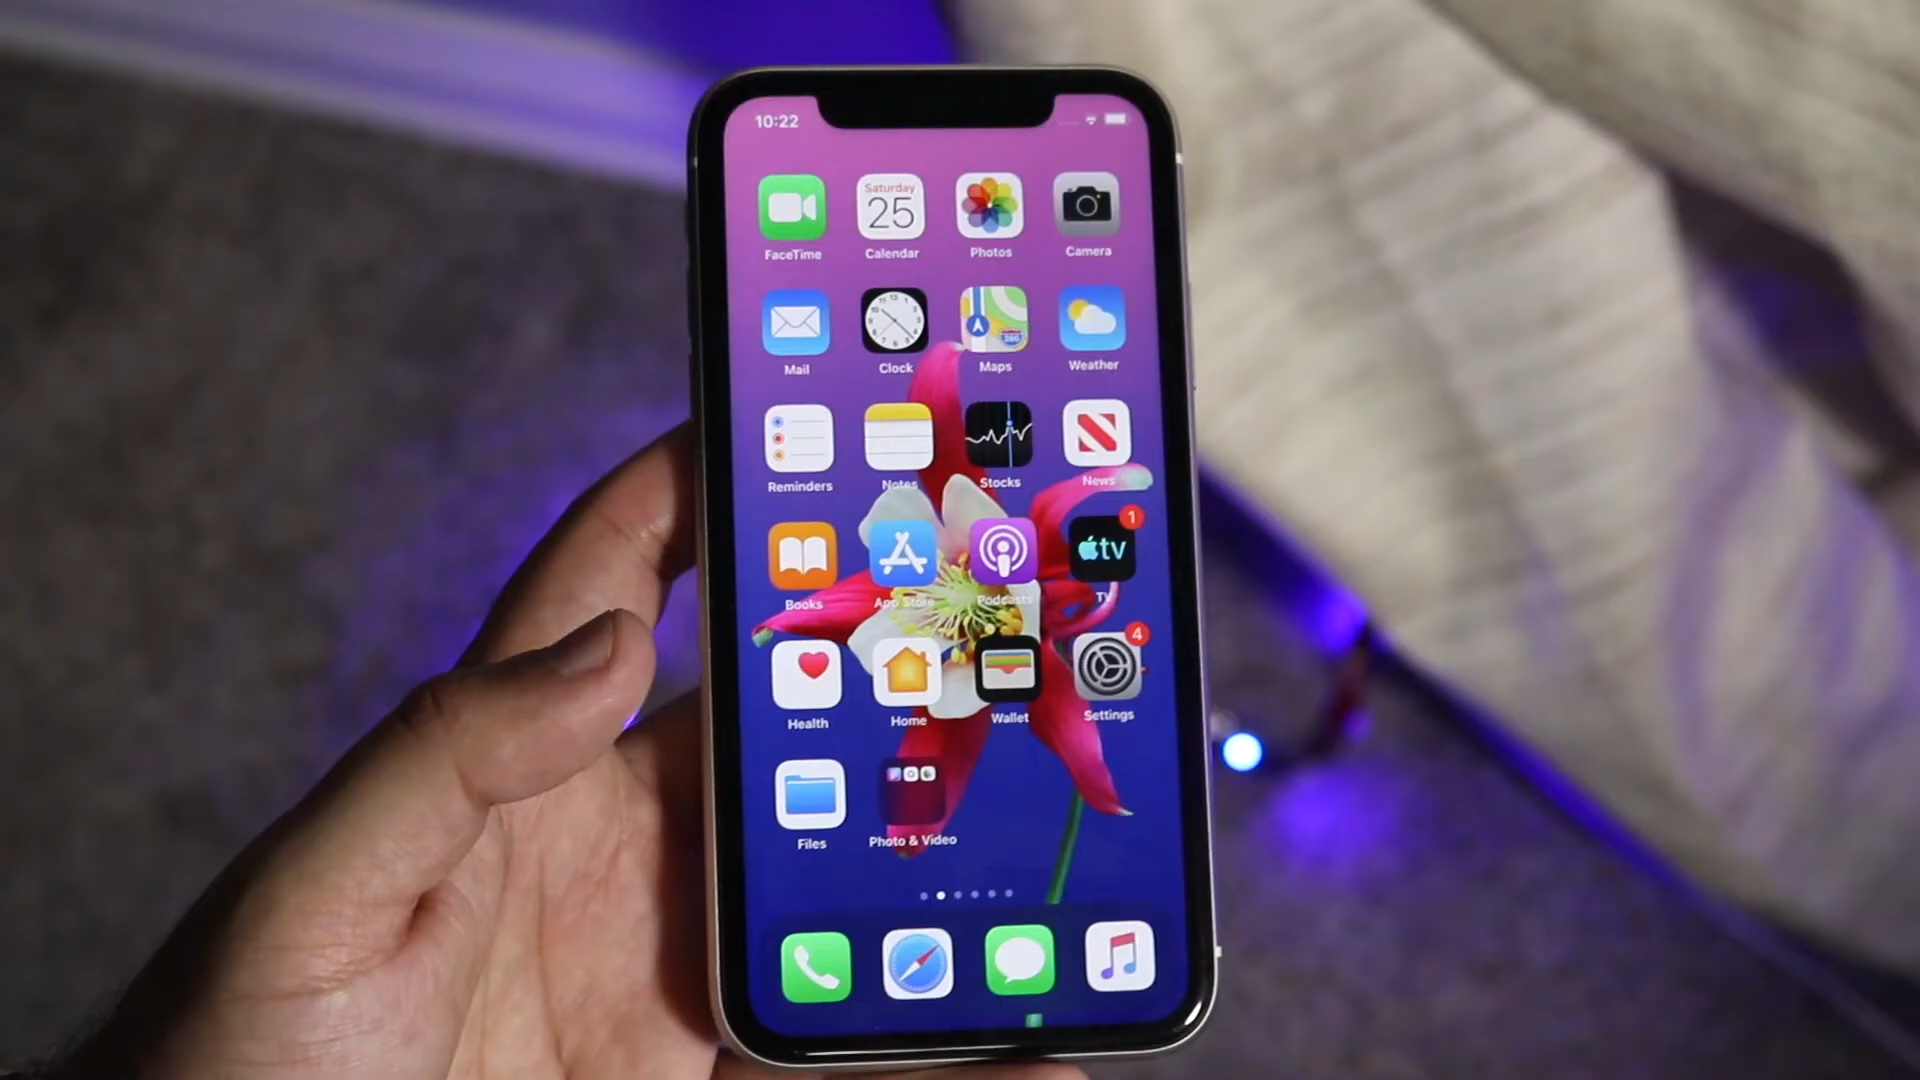 10:22
Saturday
25
FaceTime
Calendar
Photos
Camera
280
Mail
Clock
Maps
Weather
Reminders
Notes
Stocks
News
1
tv
Books
App Store
Podcasts
TV
4
Health
Home
Wallet
Settings
Files
Photo & Video